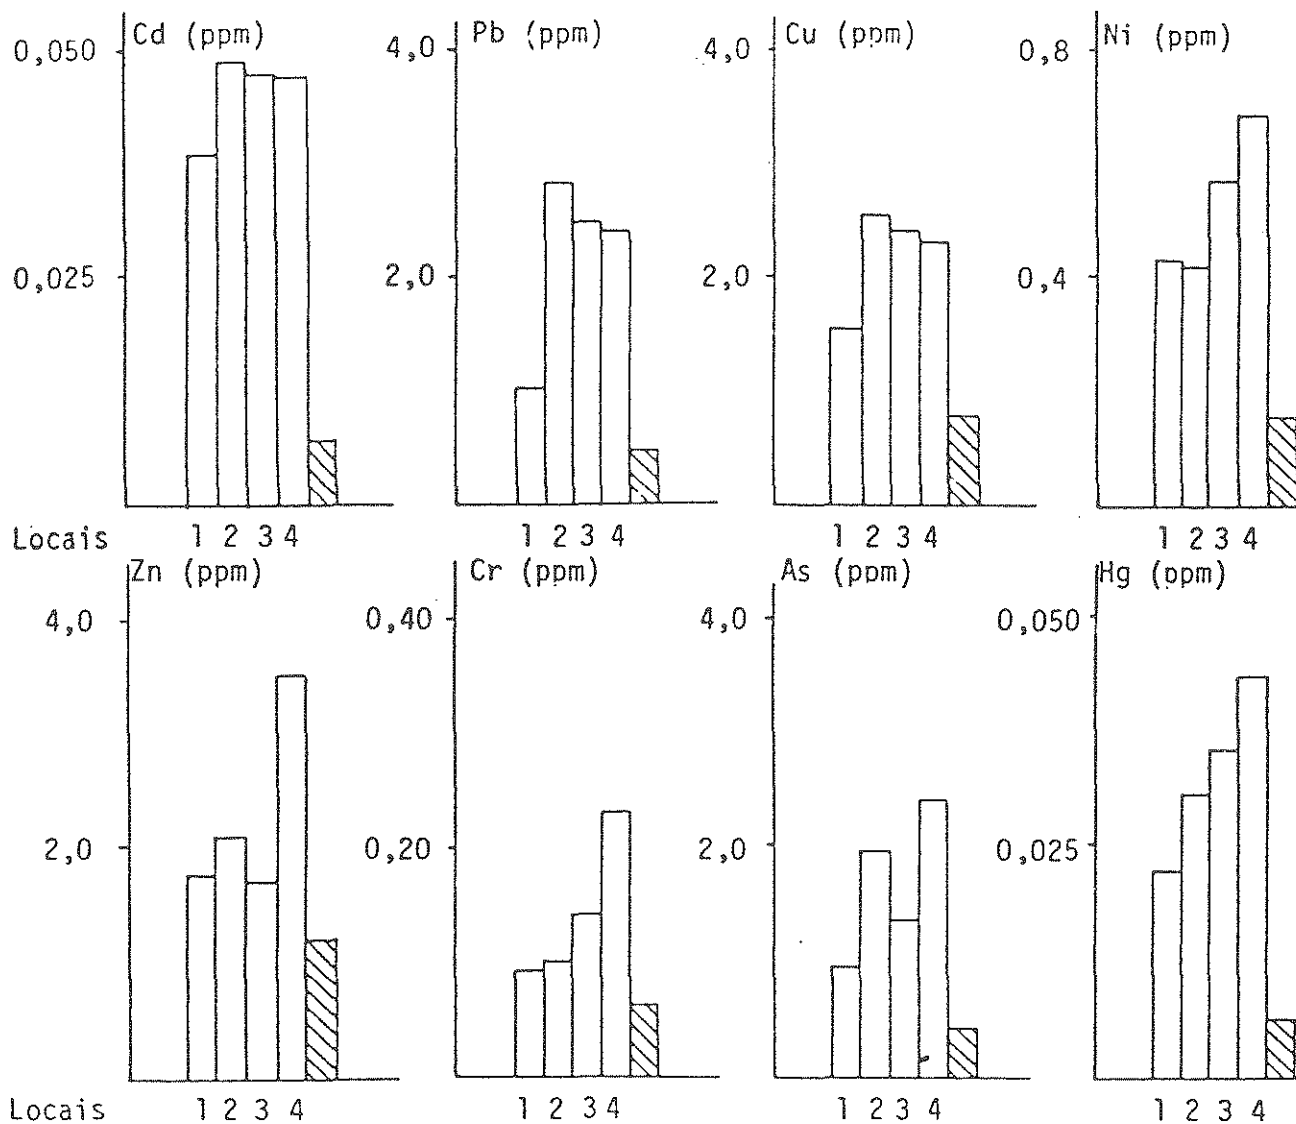 Cd (ppm) Pb (ppm) Cu (ppm) Ni (ppm)
0,050 4,0 4,0 0,8
0,025 2,0 2,0 0,4
Locais 1 2 3 4 1 2 3 4 1 2 3 4 1 2 3 4
Zn (ppm) Cr (ppm) As (ppm) Hg (ppm)
4,0 0,40 4,0 0,050
2,0 0,20 2,0 0,025
Locais 1 2 3 4 1 2 3 4 1 2 3 4 1 2 3 4